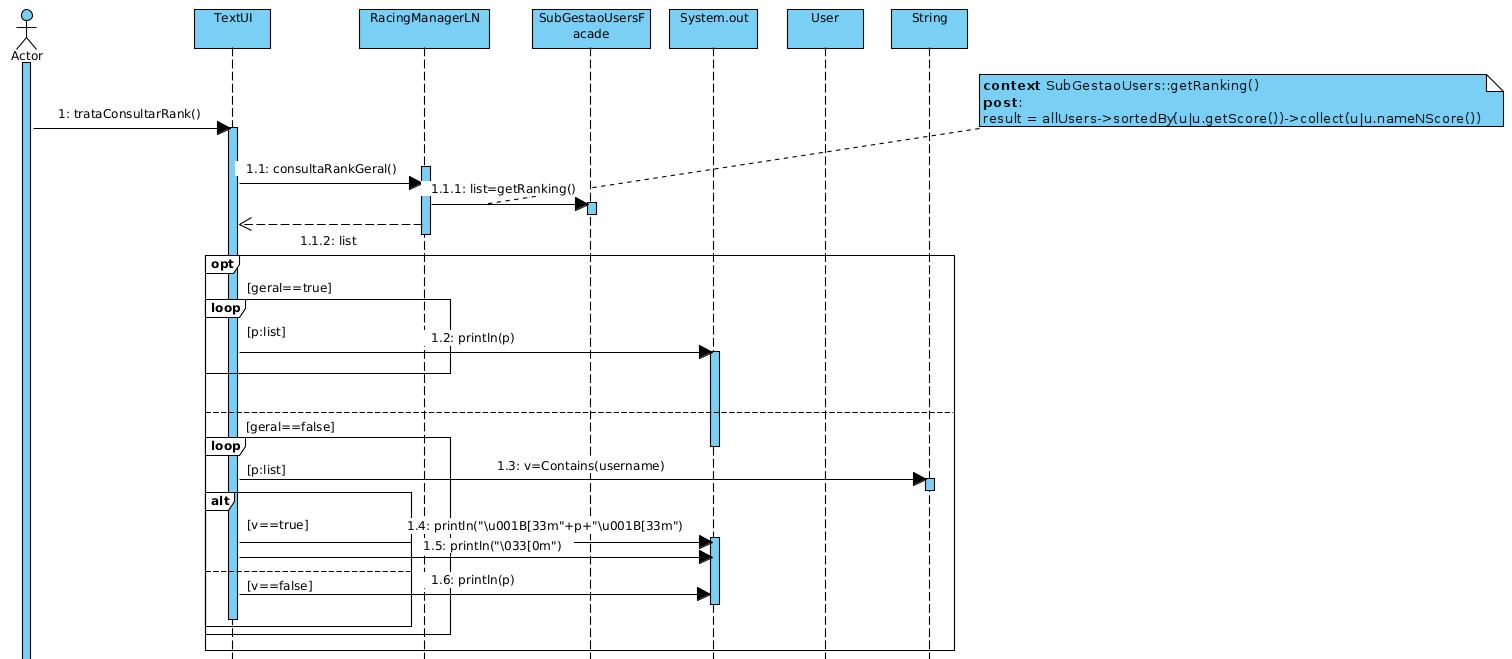 Actor
TextUI
RacingManagerLN
SubGestaoUsersF
acade
System.out
User
String
context SubGestaoUsers::getRanking()
post:
result = allUsers->sortedBy(u|u.getScore())->collect(u|u.nameNScore())
1: trataConsultarRank()
1.1: consultaRankGeral()
1.1.1: list=getRanking()
1.1.2: list
opt
[geral==true]
loop
[p:list]
1.2: println(p)
[geral==false]
loop
[p:list]
1.3: v=Contains(username)
alt
[v==true]
1.4: println("\u001B[33m"+p+"\u001B[33m")
1.5: println("\033[0m")
[v==false]
1.6: println(p)